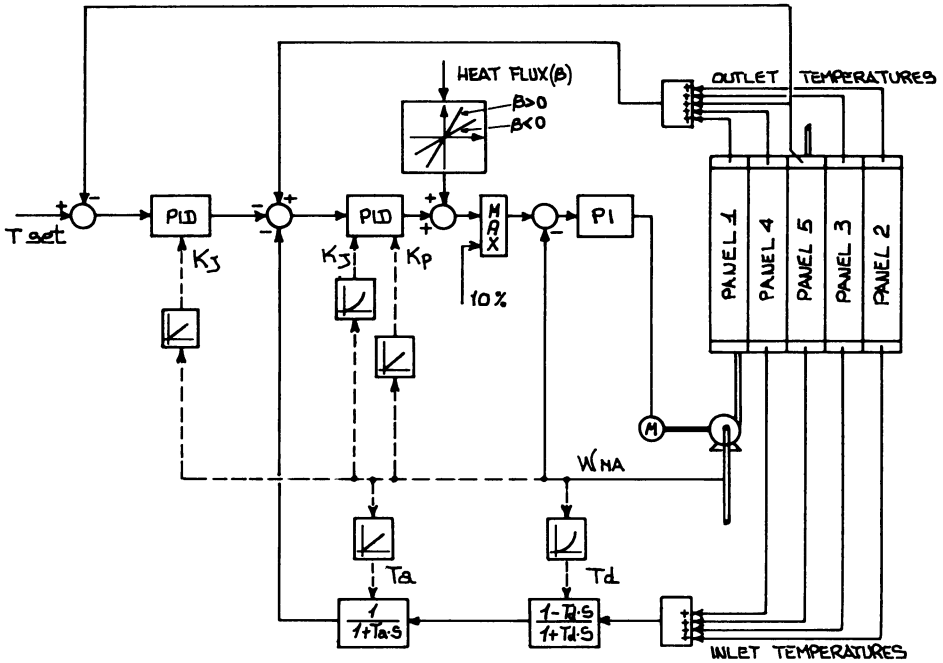 HEAT FLUX(β)
β>0
β<0
OUTLET TEMPERATURES
+
+
+
+
+
T set
+
−
PID
−
+
−
PID
+
+
MAX
10%
−
PI
PANEL 1
PANEL 4
PANEL 5
PANEL 3
PANEL 2
KJ
KJ
Kp
M
WNA
Ta
Td
1
1+Ta·S
1−Td·S
1+Td·S
+
+
+
+
INLET TEMPERATURES